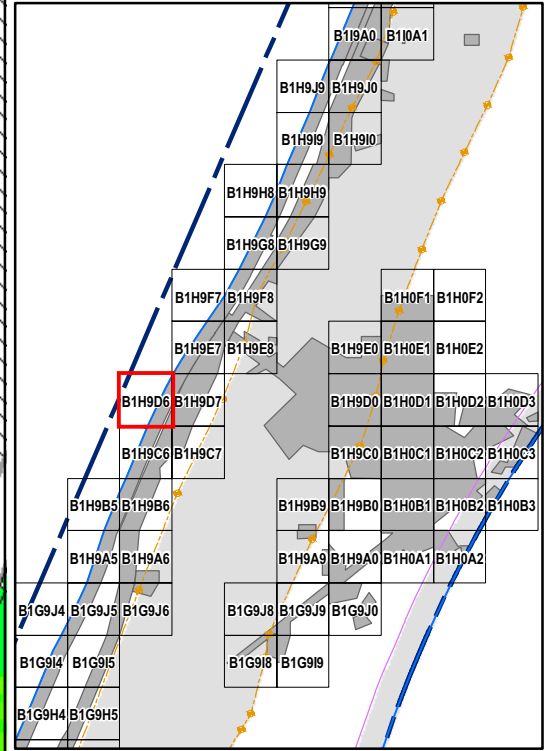 B1I9A0 B1I0A1
B1H9J9 B1H9J0
B1H9I9 B1H9I0
B1H9H8 B1H9H9
B1H9G8 B1H9G9
B1H9F7 B1H9F8 B1H0F1 B1H0F2
B1H9E7 B1H9E8 B1H9E0 B1H0E1 B1H0E2
B1H9D6 B1H9D7 B1H9D0 B1H0D1 B1H0D2 B1H0D3
B1H9C6 B1H9C7 B1H9C0 B1H0C1 B1H0C2 B1H0C3
B1H9B5 B1H9B6 B1H9B9 B1H9B0 B1H0B1 B1H0B2 B1H0B3
B1H9A5 B1H9A6 B1H9A9 B1H9A0 B1H0A1 B1H0A2
B1G9J4 B1G9J5 B1G9J6 B1G9J8 B1G9J9 B1G9J0
B1G9I4 B1G9I5 B1G9I8 B1G9I9
B1G9H4 B1G9H5